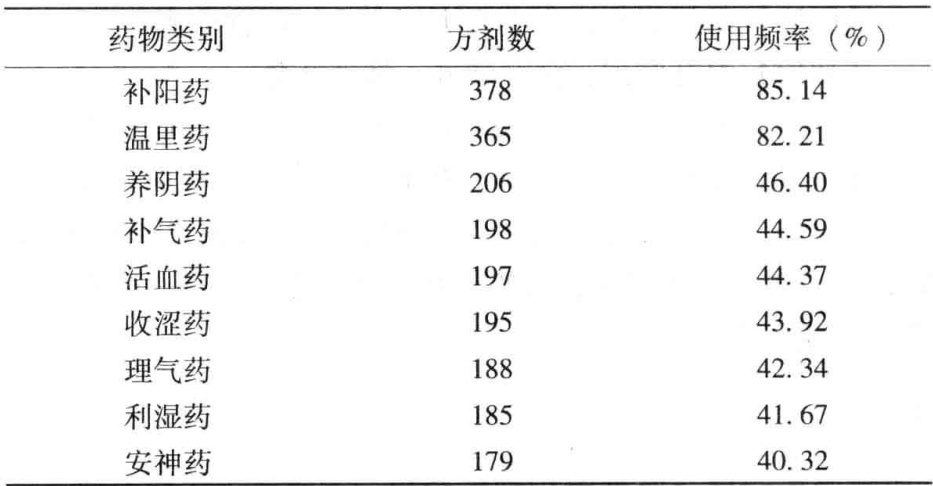 药物类别 方剂数 使用频率（%）
补阳药 378 85.14
温里药 365 82.21
养阴药 206 46.40
补气药 198 44.59
活血药 197 44.37
收涩药 195 43.92
理气药 188 42.34
利湿药 185 41.67
安神药 179 40.32